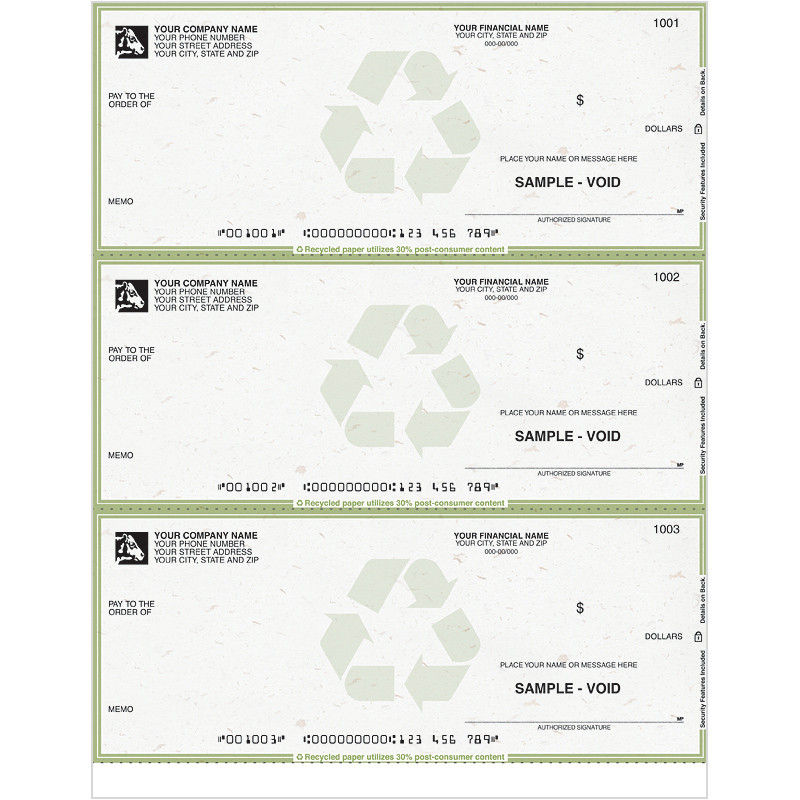 YOUR COMPANY NAME
YOUR PHONE NUMBER
YOUR STREET ADDRESS
YOUR CITY, STATE AND ZIP
YOUR FINANCIAL NAME
YOUR CITY, STATE AND ZIP
000-00/000
1001
PAY TO THE
ORDER OF
$
DOLLARS
Details on Back.
Security Features Included
PLACE YOUR NAME OR MESSAGE HERE
SAMPLE - VOID
MEMO
MP
AUTHORIZED SIGNATURE
⑈001001⑈ ⑆000000000⑆123 456 789⑈
Recycled paper utilizes 30% post-consumer content
YOUR COMPANY NAME
YOUR PHONE NUMBER
YOUR STREET ADDRESS
YOUR CITY, STATE AND ZIP
YOUR FINANCIAL NAME
YOUR CITY, STATE AND ZIP
000-00/000
1002
PAY TO THE
ORDER OF
$
DOLLARS
Details on Back.
Security Features Included
PLACE YOUR NAME OR MESSAGE HERE
SAMPLE - VOID
MEMO
MP
AUTHORIZED SIGNATURE
⑈001002⑈ ⑆000000000⑆123 456 789⑈
Recycled paper utilizes 30% post-consumer content
YOUR COMPANY NAME
YOUR PHONE NUMBER
YOUR STREET ADDRESS
YOUR CITY, STATE AND ZIP
YOUR FINANCIAL NAME
YOUR CITY, STATE AND ZIP
000-00/000
1003
PAY TO THE
ORDER OF
$
DOLLARS
Details on Back.
Security Features Included
PLACE YOUR NAME OR MESSAGE HERE
SAMPLE - VOID
MEMO
MP
AUTHORIZED SIGNATURE
⑈001003⑈ ⑆000000000⑆123 456 789⑈
Recycled paper utilizes 30% post-consumer content